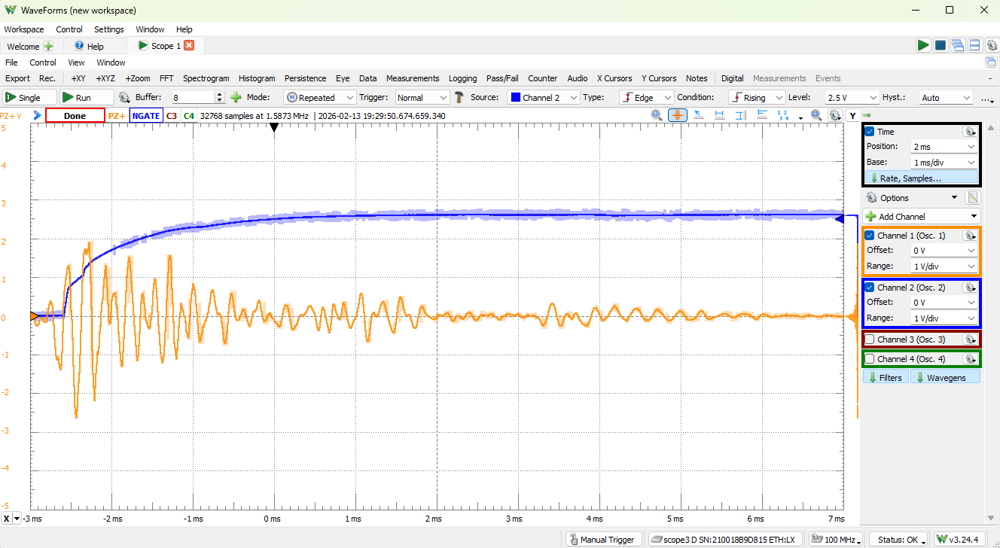 WaveForms (new workspace)
Workspace Control Settings Window Help
Welcome Help Scope 1
File Control View Window
Export Rec. +XY +XYZ +Zoom FFT Spectrogram Histogram Persistence Eye Data Measurements Logging Pass/Fail Counter Audio X Cursors Y Cursors Notes Digital Measurements Events
Single Run Buffer: 8 Mode: Repeated Trigger: Normal Source: Channel 2 Type: Edge Condition: Rising Level: 2.5 V Hyst.: Auto ...
PZ+ V Done PZ+ NGATE C3 C4 32768 samples at 1.5873 MHz | 2026-02-13 19:29:50.674.659.340 Y
5
4
3
2
1
0
-1
-2
-3
-4
-5
X -3 ms -2 ms -1 ms 0 ms 1 ms 2 ms 3 ms 4 ms 5 ms 6 ms 7 ms
Time
Position: 2 ms
Base: 1 ms/div
Rate, Samples...
Options
Add Channel
Channel 1 (Osc. 1)
Offset: 0 V
Range: 1 V/div
Channel 2 (Osc. 2)
Offset: 0 V
Range: 1 V/div
Channel 3 (Osc. 3)
Channel 4 (Osc. 4)
Filters Wavegens
Manual Trigger scope3 D SN:210018B9D815 ETH:LX 100 MHz Status: OK v3.24.4